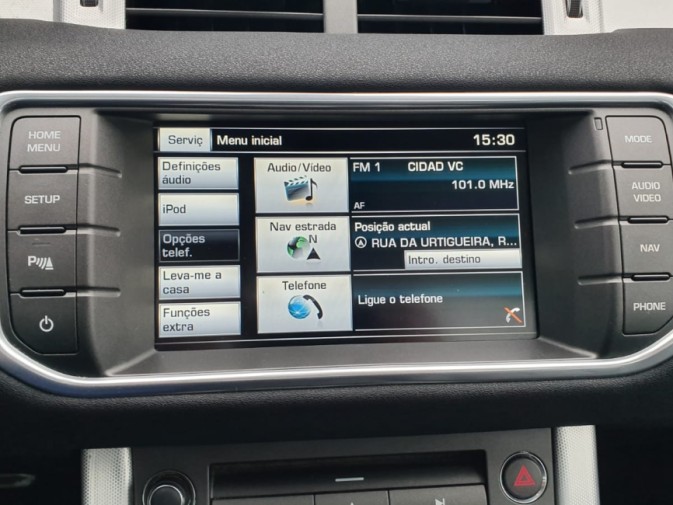 HOME
MENU
SETUP
P
Serviç Menu inicial 15:30
Definições
áudio
iPod
Opções
telef.
Leva-me a
casa
Funções
extra
Audio/Vídeo
FM 1 CIDAD VC
101.0 MHz
AF
Nav estrada
N
Posição actual
RUA DA URTIGUEIRA, R...
Intro. destino
Telefone
Ligue o telefone
MODE
AUDIO
VIDEO
NAV
PHONE